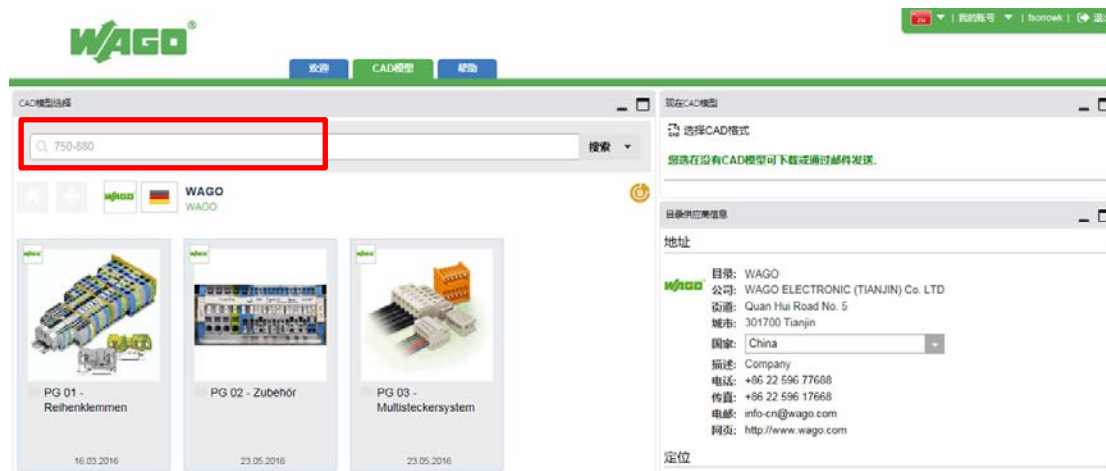 WAGO®
ZH | 我的账号 | fsorrowk |
欢迎 CAD模型 帮助
CAD模型选择
750-880 搜索
WAGO
WAGO
WAGO
PG 01 -
Reihenklemmen
16.03.2016
PG 02 - Zubehör
23.05.2016
PG 03 -
Multisteckersystem
23.05.2016
现在CAD模型
选择CAD格式
您选在没有CAD模型可下载或通过邮件发送.
目录供应商信息
地址
WAGO
目录: WAGO
公司: WAGO ELECTRONIC (TIANJIN) Co. LTD
街道: Quan Hui Road No. 5
城市: 301700 Tianjin
国家: China
描述: Company
电话: +86 22 596 77688
传真: +86 22 596 17668
电邮: info-cn@wago.com
网页: http://www.wago.com
定位